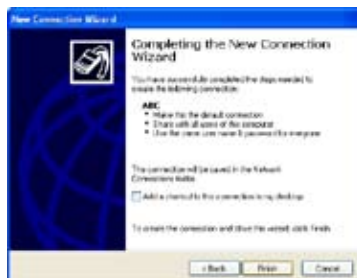 New Connection Wizard
Completing the New Connection
Wizard
You have successfully completed the steps needed to
create the following connection:
ABC
• Make this the default connection
• Share with all users of this computer
• Use the same user name & password for everyone
The connection will be saved in the Network
Connections folder.
Add a shortcut to this connection to my desktop
To create the connection and close this wizard, click Finish.
< Back
Finish
Cancel